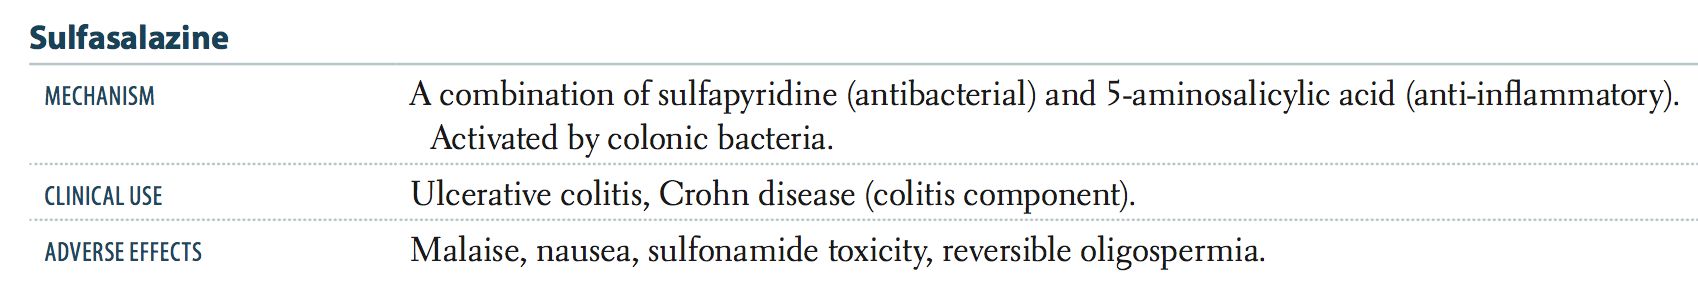 Sulfasalazine
MECHANISM A combination of sulfapyridine (antibacterial) and 5-aminosalicylic acid (anti-inflammatory).
Activated by colonic bacteria.
CLINICAL USE Ulcerative colitis, Crohn disease (colitis component).
ADVERSE EFFECTS Malaise, nausea, sulfonamide toxicity, reversible oligospermia.